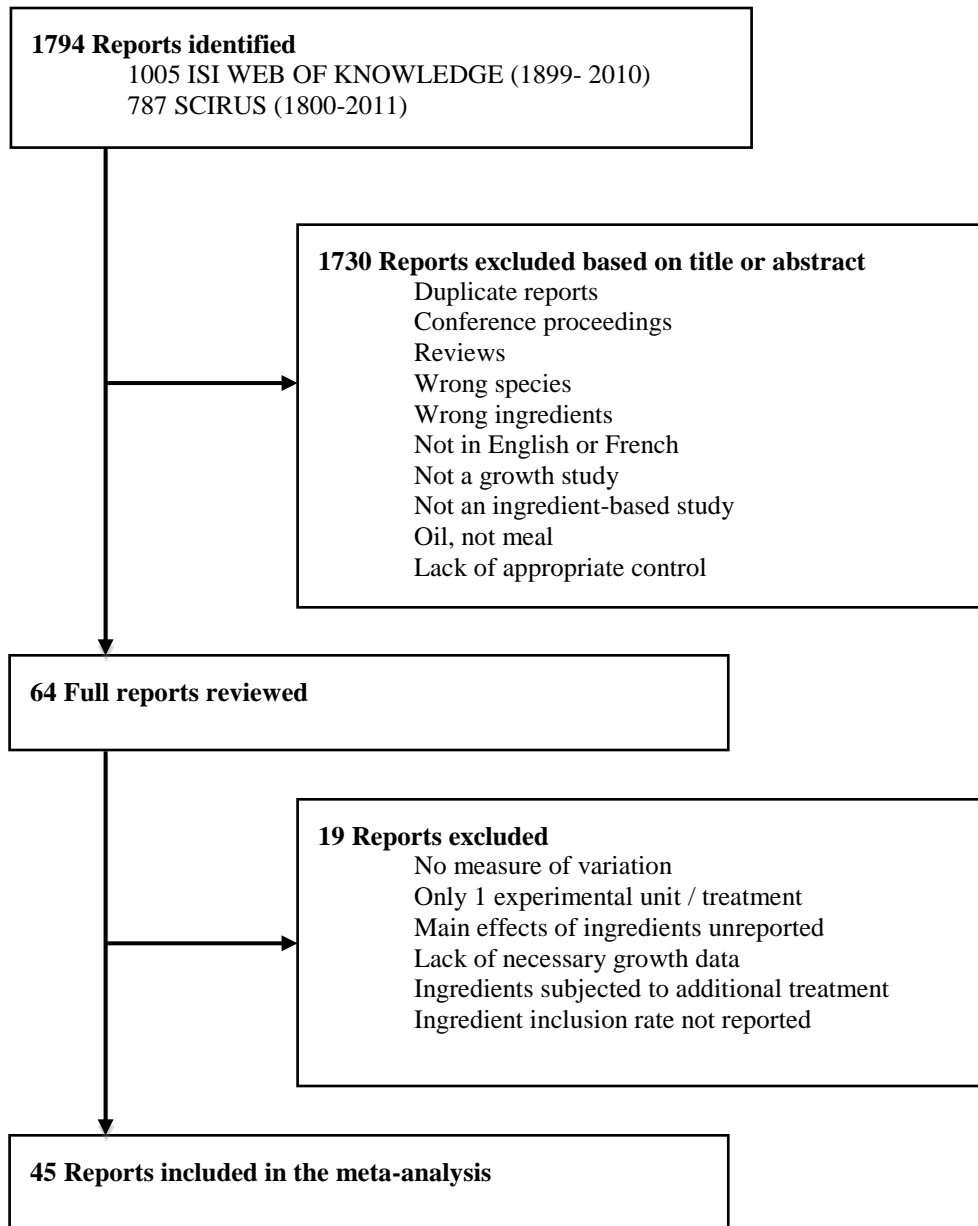 1794 Reports identified
1005 ISI WEB OF KNOWLEDGE (1899- 2010)
787 SCIRUS (1800-2011)
1730 Reports excluded based on title or abstract
Duplicate reports
Conference proceedings
Reviews
Wrong species
Wrong ingredients
Not in English or French
Not a growth study
Not an ingredient-based study
Oil, not meal
Lack of appropriate control
64 Full reports reviewed
19 Reports excluded
No measure of variation
Only 1 experimental unit / treatment
Main effects of ingredients unreported
Lack of necessary growth data
Ingredients subjected to additional treatment
Ingredient inclusion rate not reported
45 Reports included in the meta-analysis